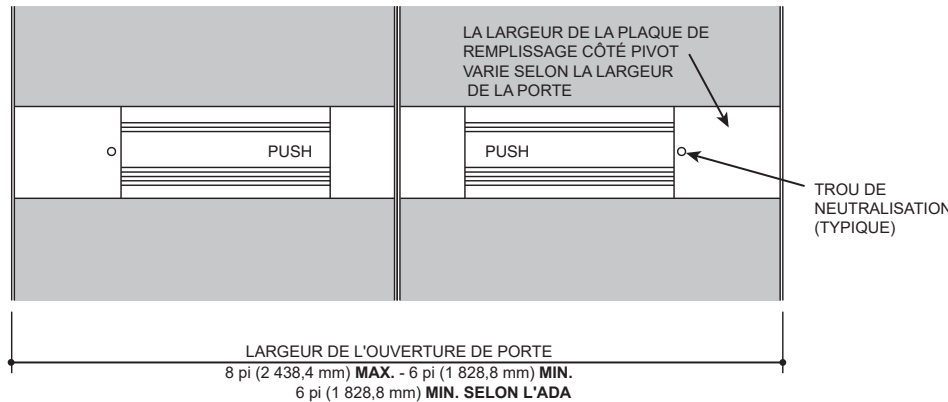 LA LARGEUR DE LA PLAQUE DE
REMPLISSAGE CÔTÉ PIVOT
VARIE SELON LA LARGEUR
DE LA PORTE
PUSH
PUSH
TROU DE
NEUTRALISATION
(TYPIQUE)
LARGEUR DE L'OUVERTURE DE PORTE
8 pi (2 438,4 mm) MAX. - 6 pi (1 828,8 mm) MIN.
6 pi (1 828,8 mm) MIN. SELON L'ADA